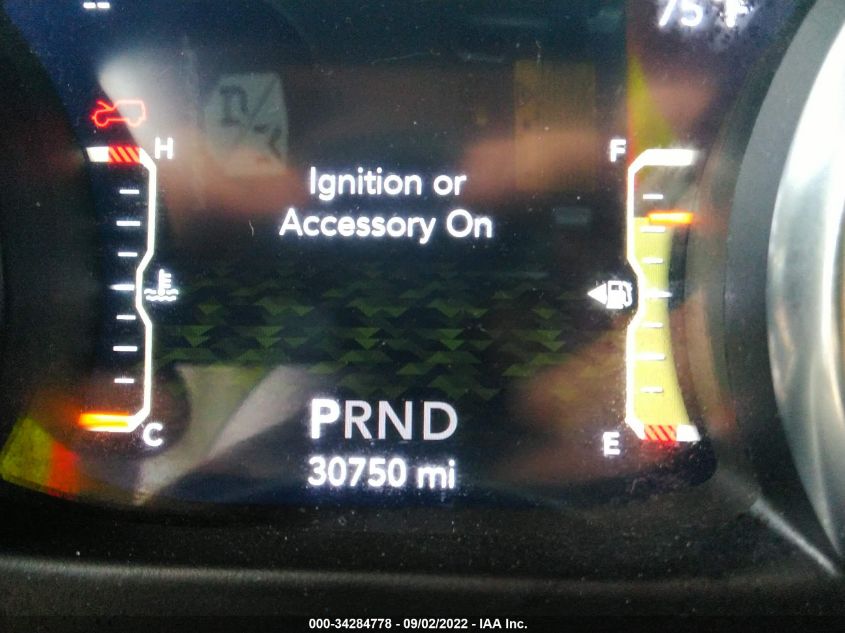 --
75 °F
H
F
Ignition or
Accessory On
C
E
PRND
30750 mi
000-34284778 - 09/02/2022 - IAA Inc.